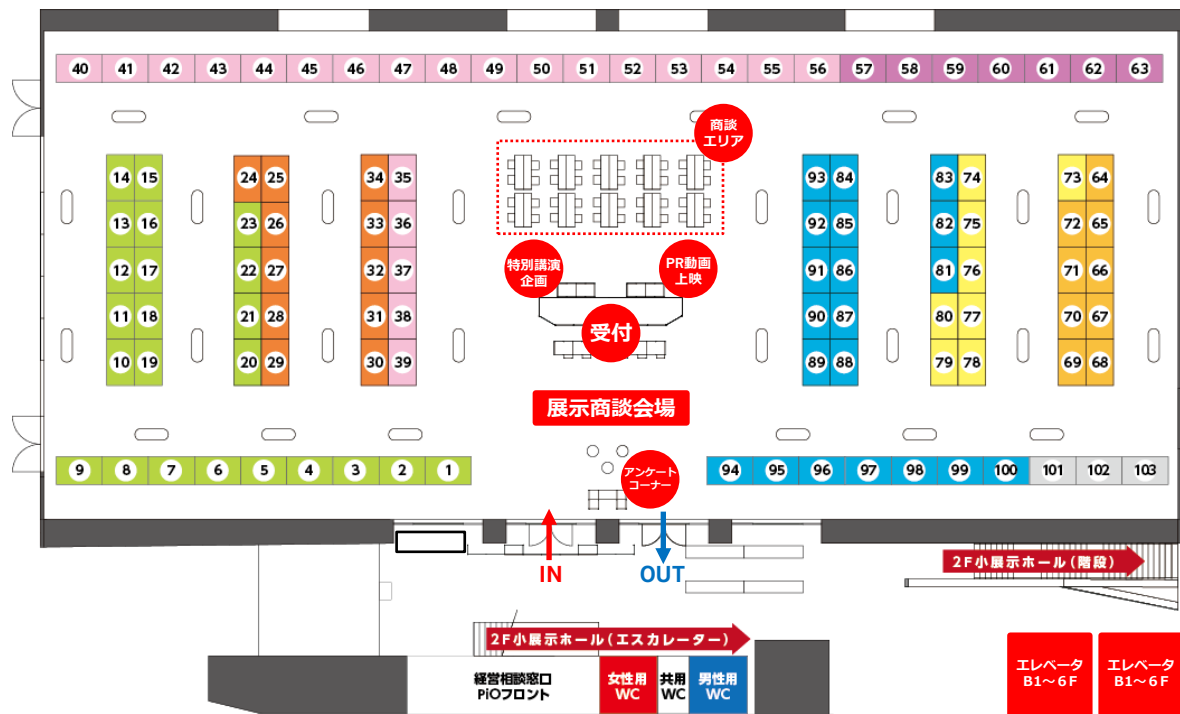 40 41 42 43 44 45 46 47 48 49 50 51 52 53 54 55 56 57 58 59 60 61 62 63
商談
エリア
14 15 24 25 34 35 93 84 83 74 73 64
13 16 23 26 33 36 92 85 82 75 72 65
12 17 22 27 32 37 91 86 81 76 71 66
11 18 21 28 31 38 90 87 80 77 70 67
10 19 20 29 30 39 89 88 79 78 69 68
特別講演
企画
PR動画
上映
受付
展示商談会場
9 8 7 6 5 4 3 2 1
アンケート
コーナー
94 95 96 97 98 99 100 101 102 103
IN
OUT
2F小展示ホール(階段)
2F小展示ホール(エスカレーター)
経営相談窓口
PiOフロント
女性用
WC
共用
WC
男性用
WC
エレベータ
B1～6F
エレベータ
B1～6F